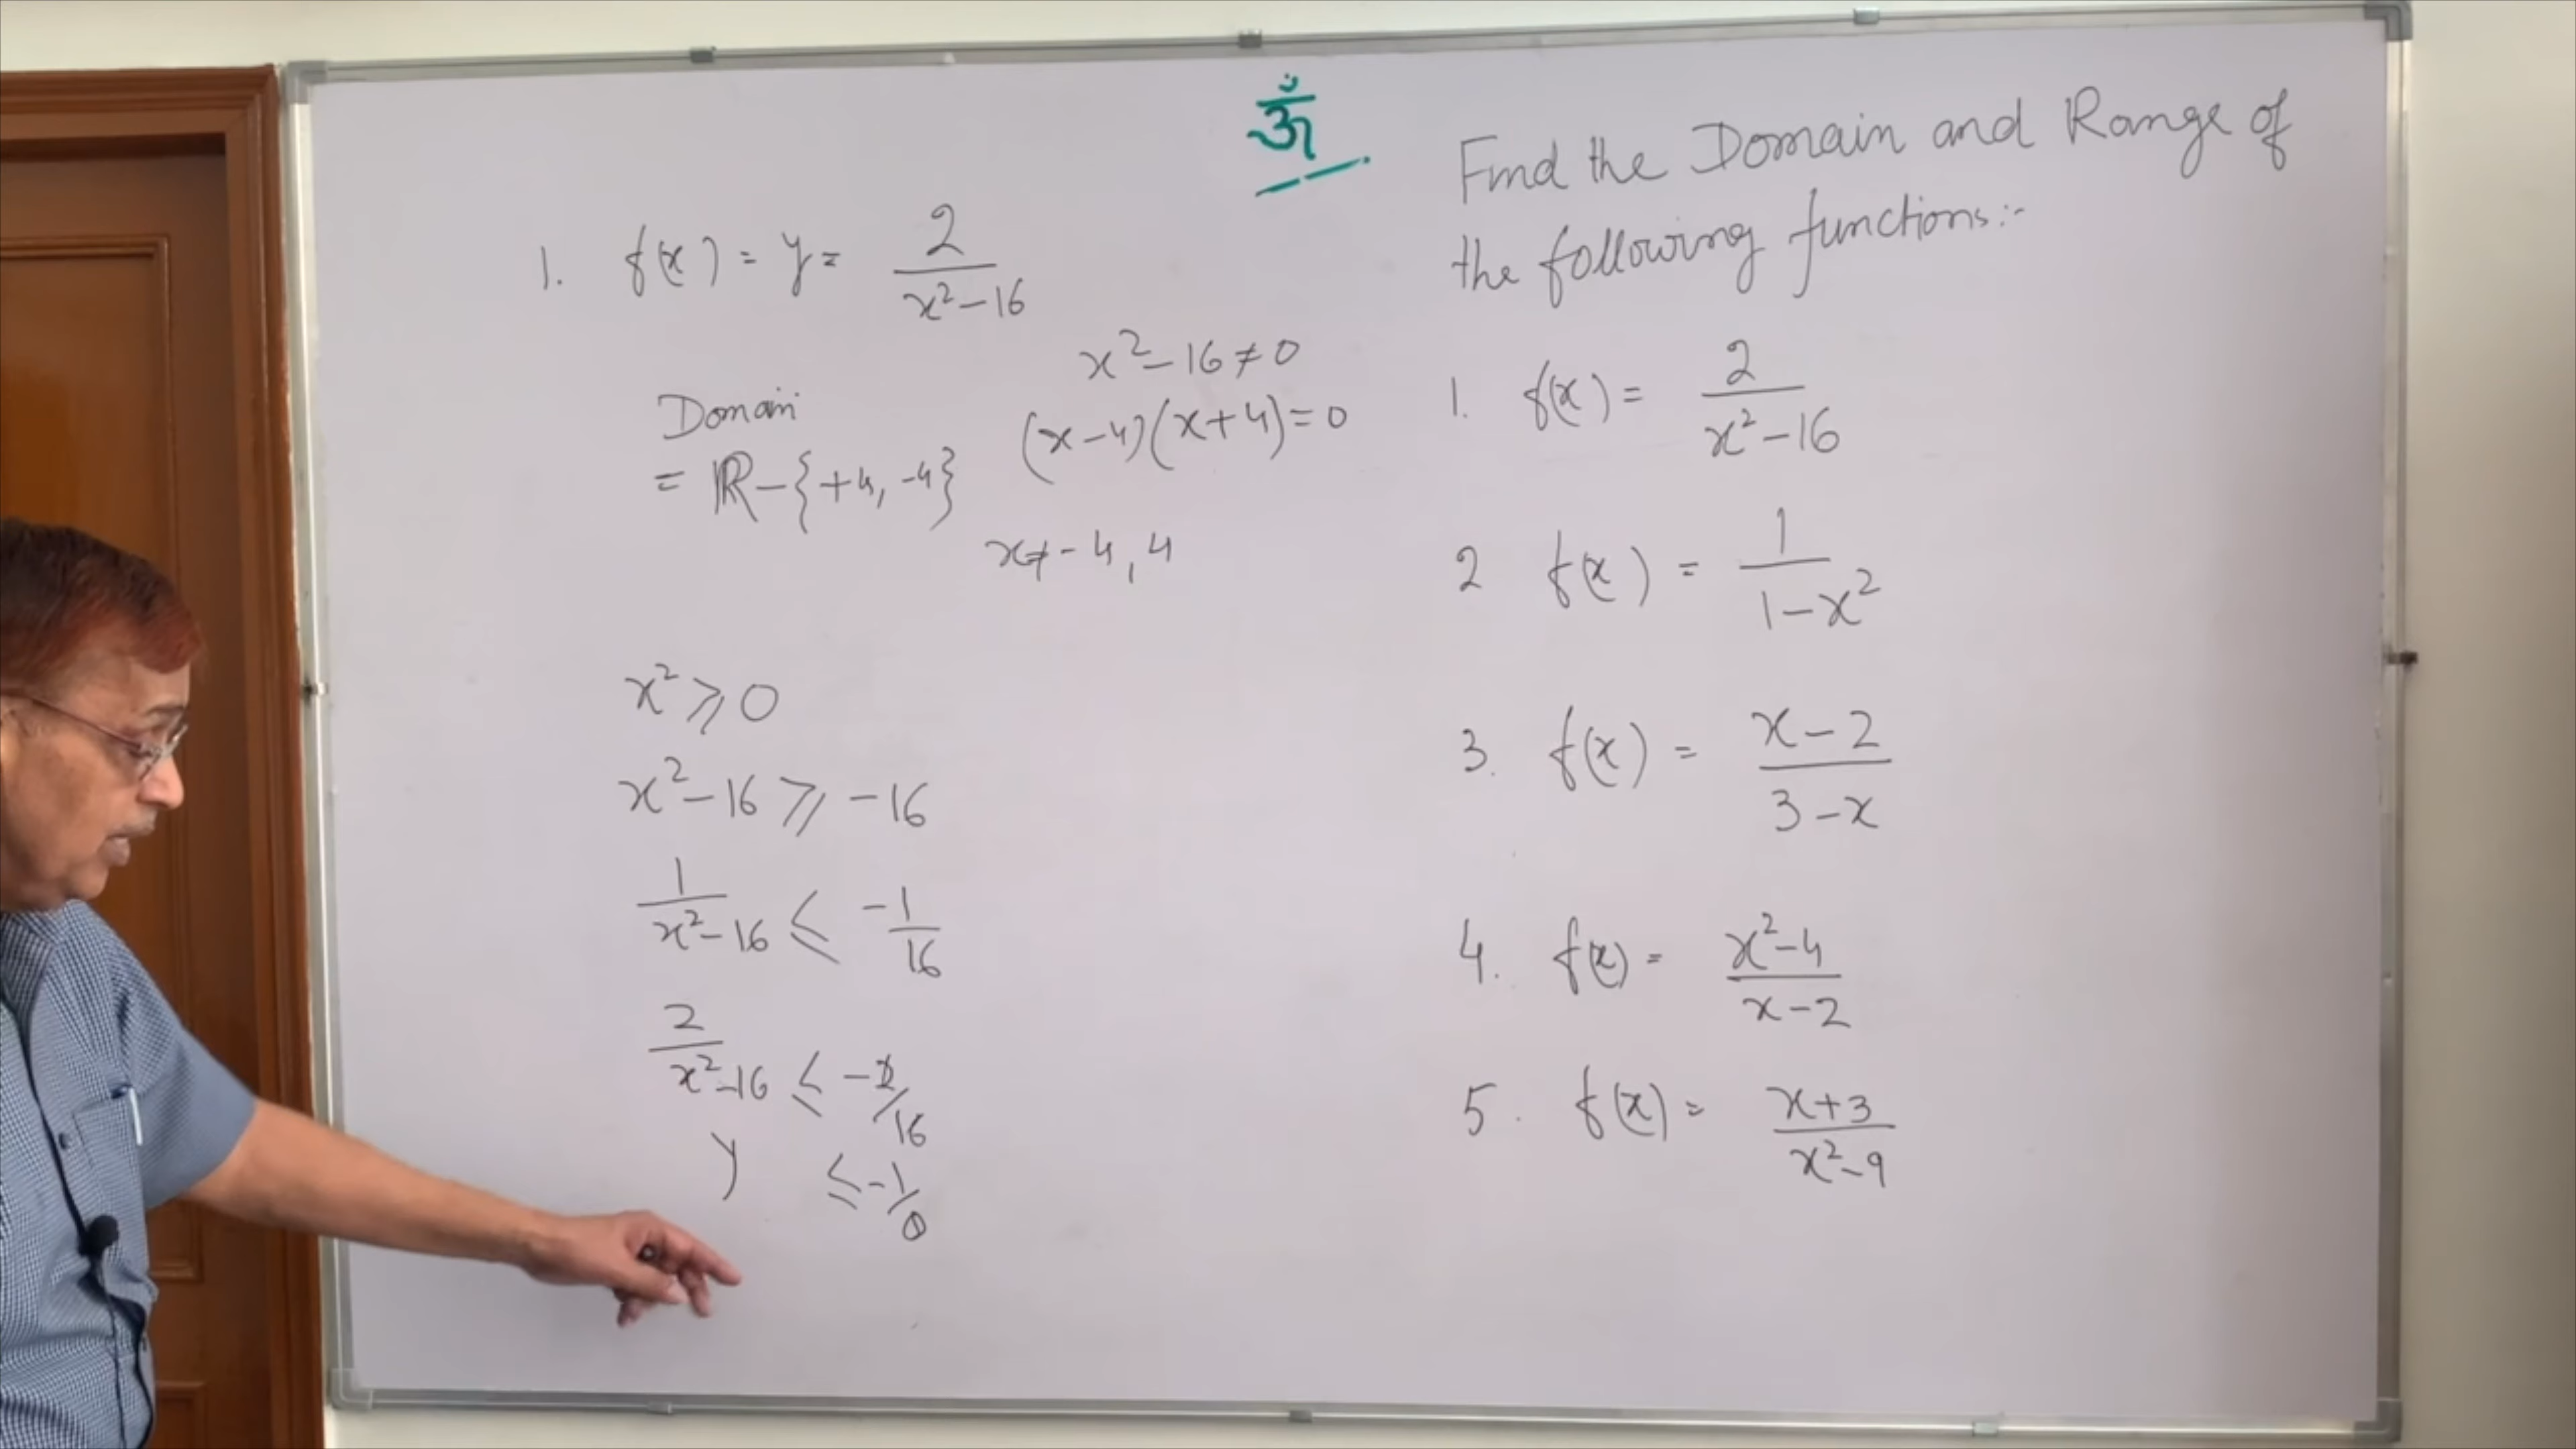 ॐ
1. f(x) = y = 2/(x²-16)
x²-16≠0
Domain
(x-4)(x+4)=0
= ℝ-{+4, -4}
x≠-4, 4
x² ≥ 0
x²-16 ≥ -16
1/(x²-16) ≤ -1/16
2/(x²-16) ≤ -2/16
y ≤ -1/8
Find the Domain and Range of
the following functions:-
1. f(x) = 2/(x²-16)
2 f(x) = 1/(1-x²)
3. f(x) = (x-2)/(3-x)
4. f(x) = (x²-4)/(x-2)
5. f(x) = (x+3)/(x²-9)